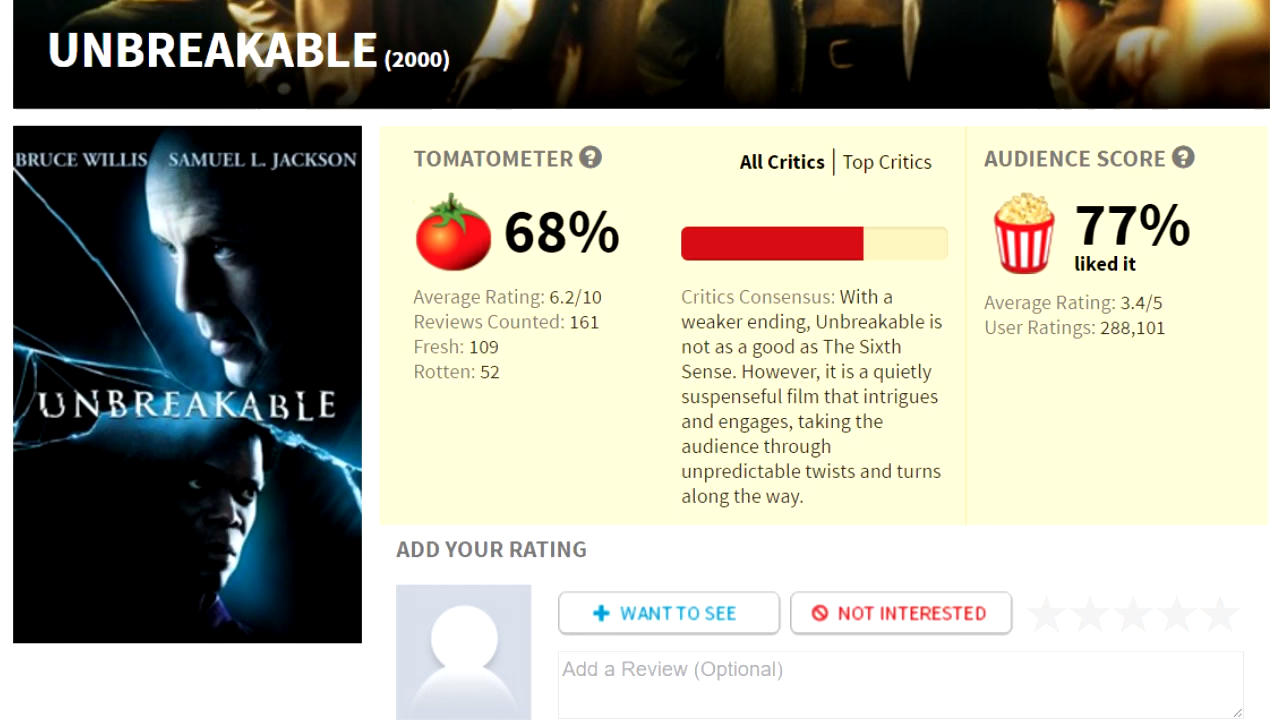 UNBREAKABLE (2000)
BRUCE WILLIS SAMUEL L. JACKSON
UNBREAKABLE
TOMATOMETER ?
All Critics | Top Critics
68%
Average Rating: 6.2/10
Reviews Counted: 161
Fresh: 109
Rotten: 52
Critics Consensus: With a
weaker ending, Unbreakable is
not as a good as The Sixth
Sense. However, it is a quietly
suspenseful film that intrigues
and engages, taking the
audience through
unpredictable twists and turns
along the way.
AUDIENCE SCORE ?
77%
liked it
Average Rating: 3.4/5
User Ratings: 288,101
ADD YOUR RATING
WANT TO SEE
NOT INTERESTED
Add a Review (Optional)